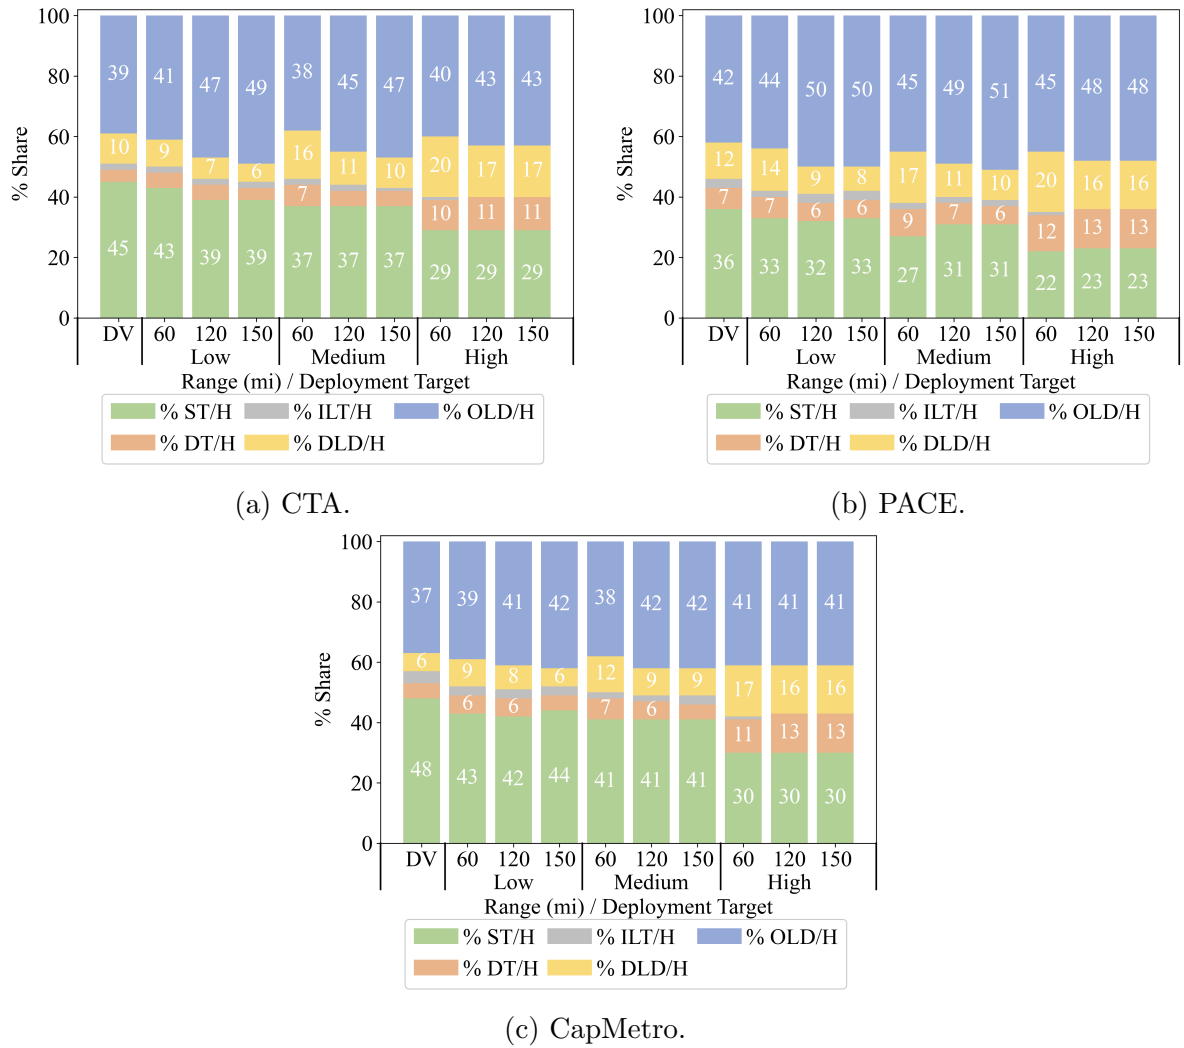 100
80
60
40
20
0
% Share
39 41 47 49 38 45 47 40 43 43
10 9 7 6 16 11 10 20 17 17
7 10 11 11
45 43 39 39 37 37 37 29 29 29
DV 60 120 150 60 120 150 60 120 150
Low Medium High
Range (mi) / Deployment Target
% ST/H % ILT/H % OLD/H
% DT/H % DLD/H
(a) CTA.
100
80
60
40
20
0
% Share
42 44 50 50 45 49 51 45 48 48
12 14 9 8 17 11 10 20 16 16
7 7 6 6 9 7 6 12 13 13
36 33 32 33 27 31 31 22 23 23
DV 60 120 150 60 120 150 60 120 150
Low Medium High
Range (mi) / Deployment Target
% ST/H % ILT/H % OLD/H
% DT/H % DLD/H
(b) PACE.
100
80
60
40
20
0
% Share
37 39 41 42 38 42 42 41 41 41
6 9 8 6 12 9 9 17 16 16
6 6 7 6 11 13 13
48 43 42 44 41 41 41 30 30 30
DV 60 120 150 60 120 150 60 120 150
Low Medium High
Range (mi) / Deployment Target
% ST/H % ILT/H % OLD/H
% DT/H % DLD/H
(c) CapMetro.